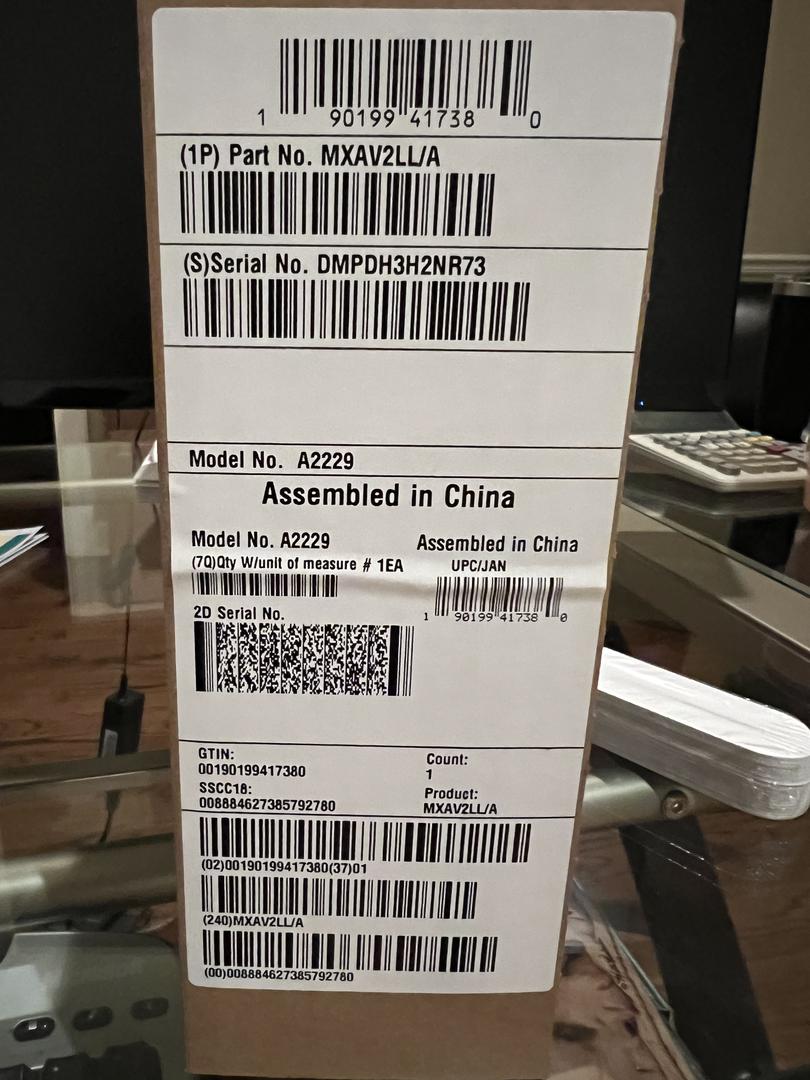 1 90199 41738 0
(1P) Part No. MXAV2LL/A
(S)Serial No. DMPDH3H2NR73
Model No. A2229
Assembled in China
Model No. A2229
Assembled in China
(7Q)Qty W/unit of measure # 1EA
UPC/JAN
1 90199 41738 0
2D Serial No.
GTIN:
00190199417380
Count:
1
SSCC18:
008884627385792780
Product:
MXAV2LL/A
(02)00190199417380(37)01
(240)MXAV2LL/A
(00)008884627385792780